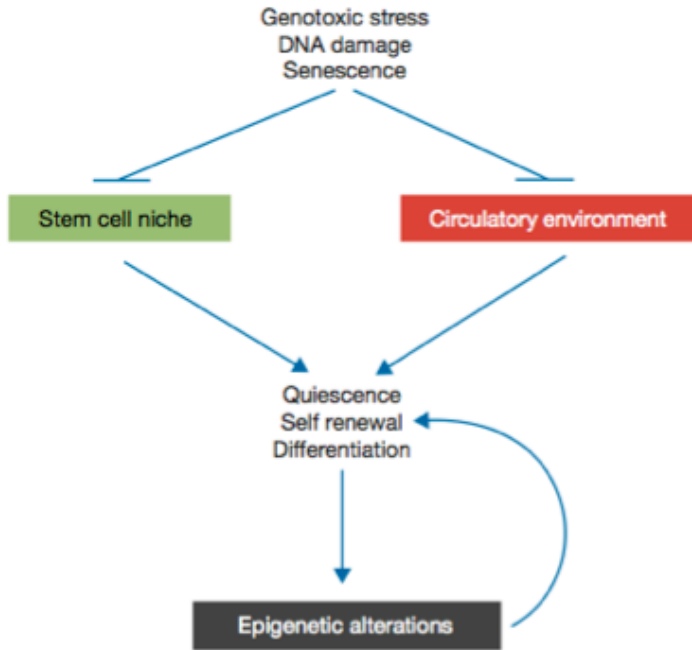 Genotoxic stress
DNA damage
Senescence
Stem cell niche
Circulatory environment
Quiescence
Self renewal
Differentiation
Epigenetic alterations